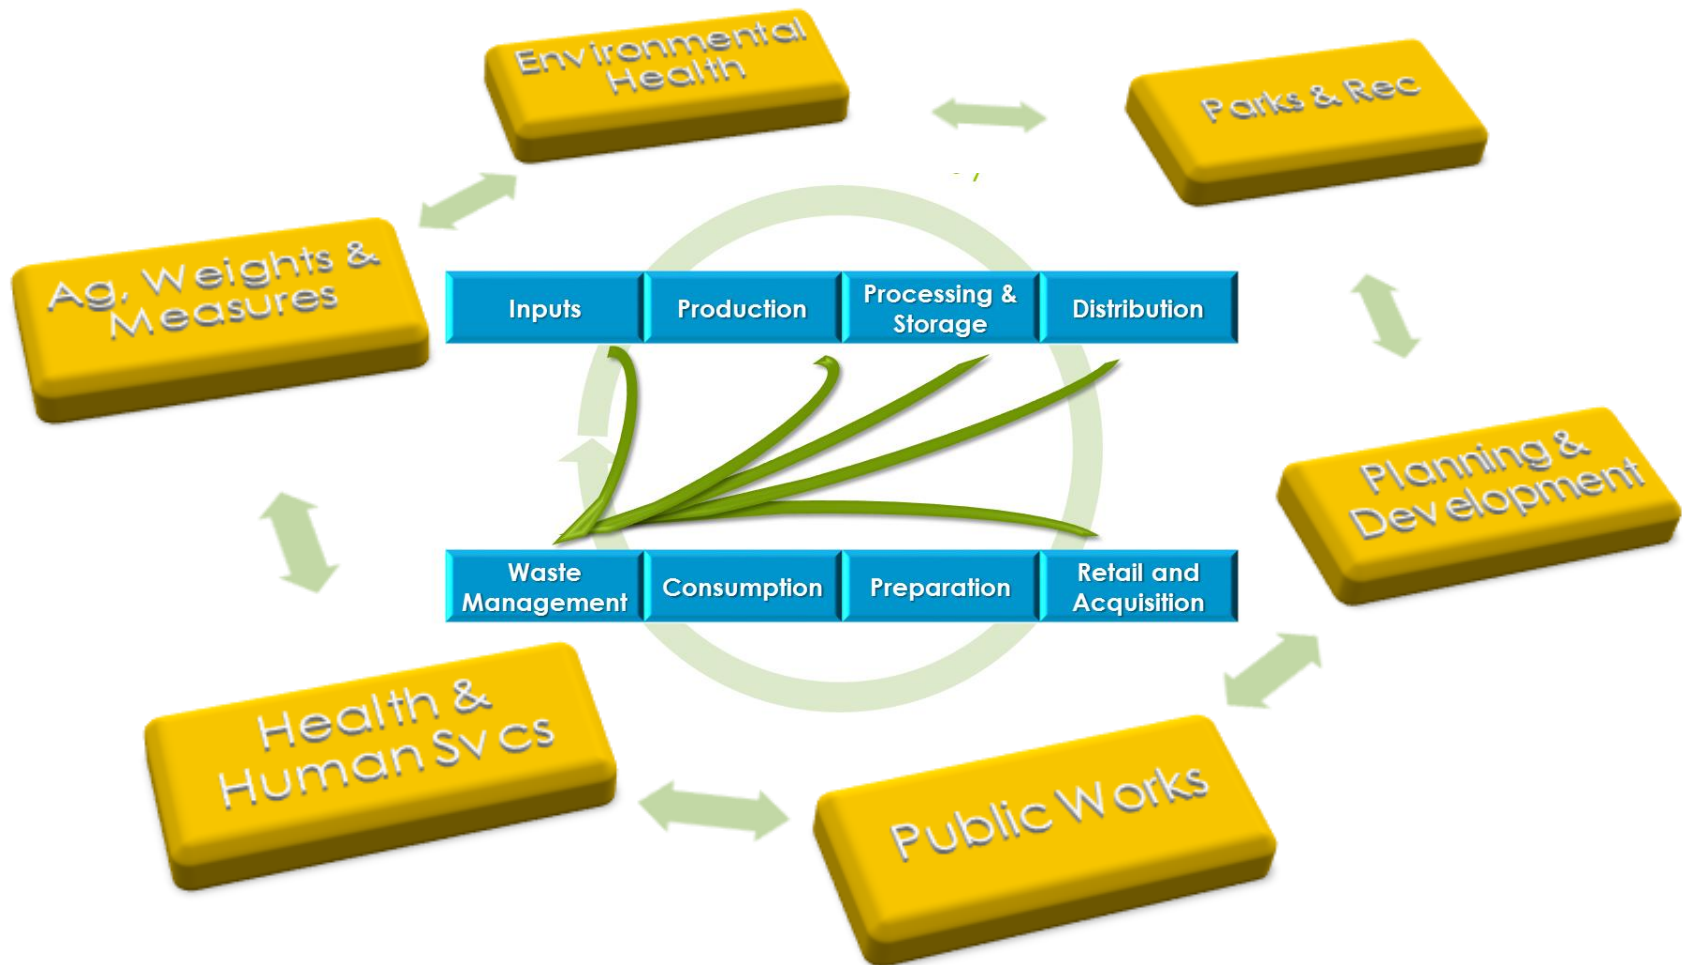 Environmental
Health
Parks & Rec
Ag, Weights &
Measures
Inputs
Production
Processing &
Storage
Distribution
Planning &
Development
Waste
Management
Consumption
Preparation
Retail and
Acquisition
Health &
Human Svcs
Public Works